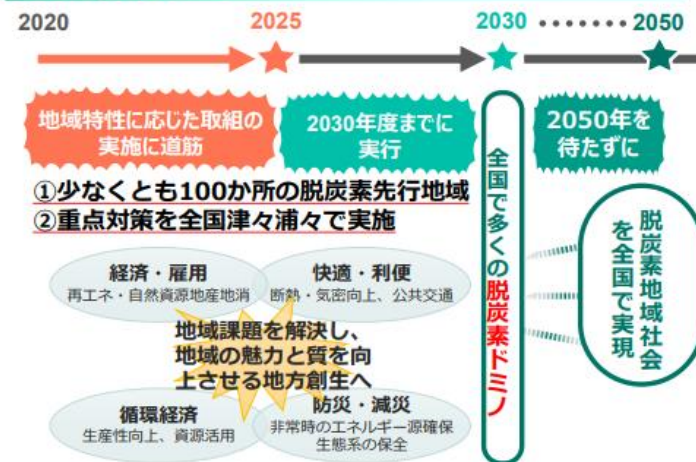 2020
2025
2030
2050
地域特性に応じた取組の
実施に道筋
2030年度までに
実行
2050年を
待たずに
①少なくとも100か所の脱炭素先行地域
②重点対策を全国津々浦々で実施
経済・雇用
再エネ・自然資源地産地消
快適・利便
断熱・気密向上、公共交通
地域課題を解決し、
地域の魅力と質を向
上させる地方創生へ
循環経済
生産性向上、資源活用
防災・減災
非常時のエネルギー源確保
生態系の保全
全国で多くの脱炭素ドミノ
脱炭素地域社会
を全国で実現